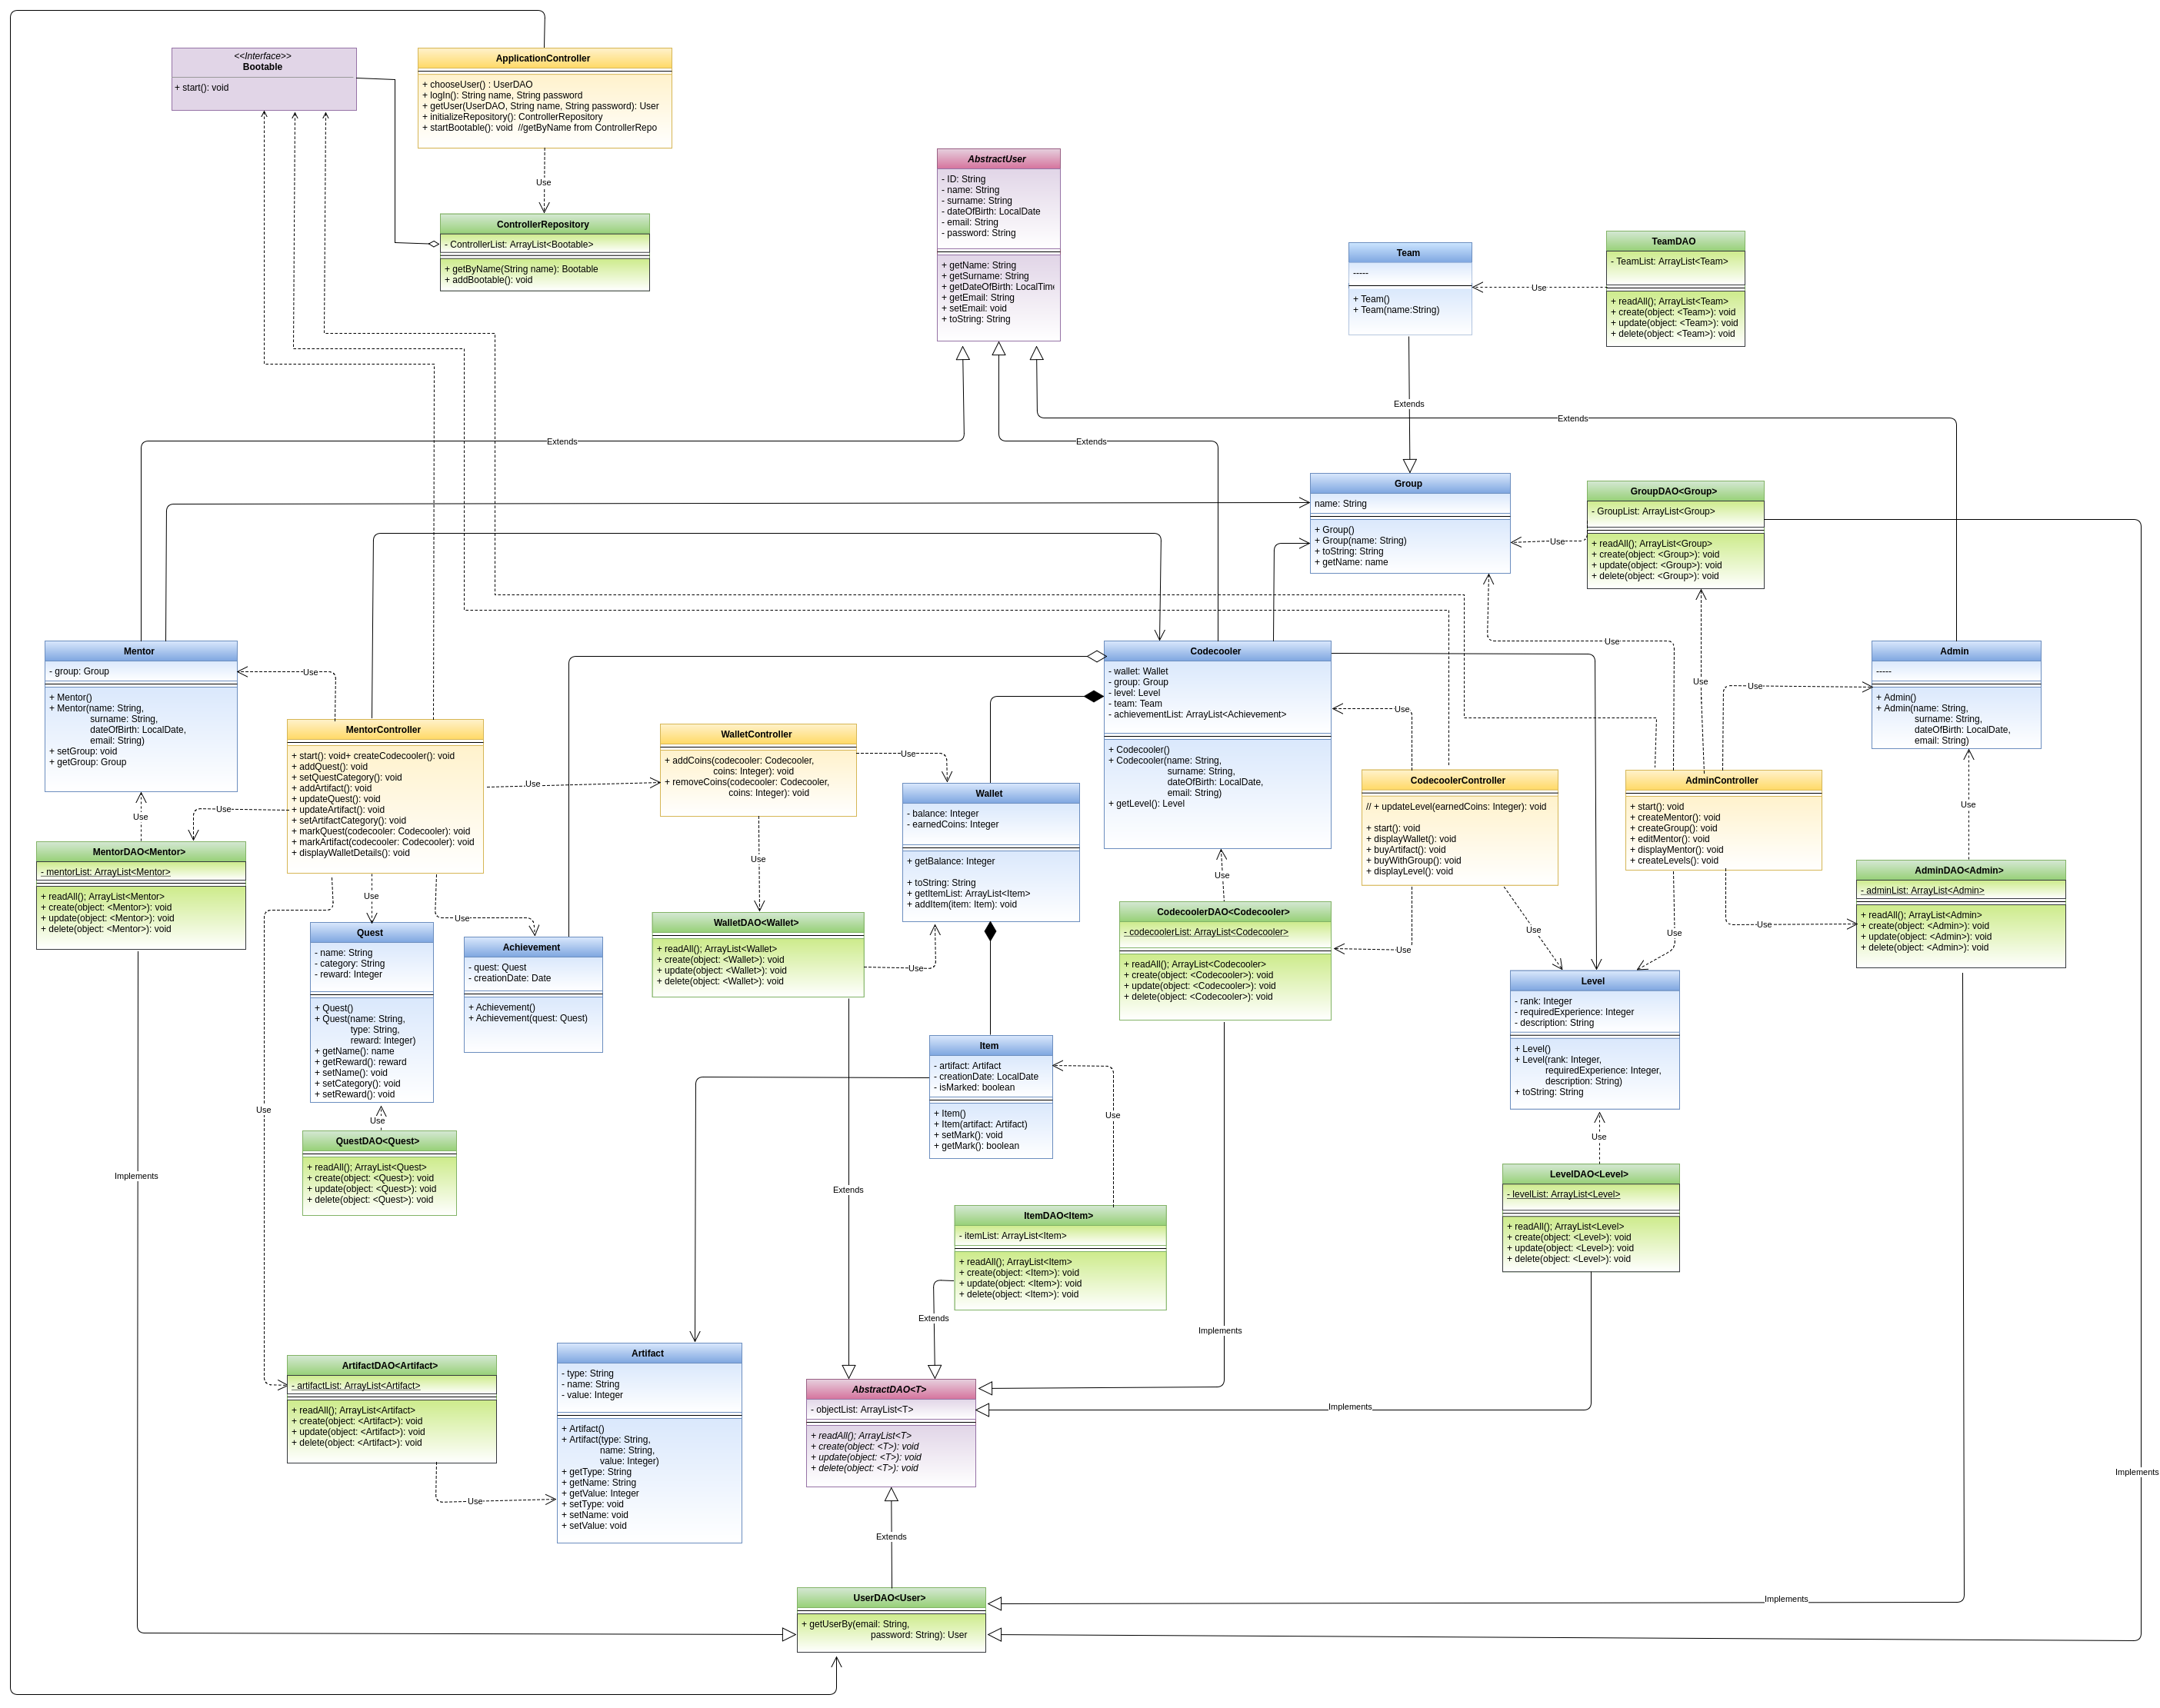 <<Interface>>
Bootable
+ start(): void
ApplicationController
+ chooseUser() : UserDAO
+ logIn(): String name, String password
+ getUser(UserDAO, String name, String password): User
+ initializeRepository(): ControllerRepository
+ startBootable(): void  //getByName from ControllerRepo
Use
ControllerRepository
- ControllerList: ArrayList<Bootable>
+ getByName(String name): Bootable
+ addBootable(): void
AbstractUser
- ID: String
- name: String
- surname: String
- dateOfBirth: LocalDate
- email: String
- password: String
+ getName: String
+ getSurname: String
+ getDateOfBirth: LocalTime
+ getEmail: String
+ setEmail: void
+ toString: String
Team
-----
+ Team()
+ Team(name:String)
Use
TeamDAO
- TeamList: ArrayList<Team>
+ readAll(); ArrayList<Team>
+ create(object: <Team>): void
+ update(object: <Team>): void
+ delete(object: <Team>): void
Extends
Extends
Extends
Extends
Group
name: String
+ Group()
+ Group(name: String)
+ toString: String
+ getName: name
Use
GroupDAO<Group>
- GroupList: ArrayList<Group>
+ readAll(); ArrayList<Group>
+ create(object: <Group>): void
+ update(object: <Group>): void
+ delete(object: <Group>): void
Use
Use
Mentor
- group: Group
+ Mentor()
+ Mentor(name: String,
surname: String,
dateOfBirth: LocalDate,
email: String)
+ setGroup: void
+ getGroup: Group
Use
MentorController
+ start(): void+ createCodecooler(): void
+ addQuest(): void
+ setQuestCategory(): void
+ addArtifact(): void
+ updateQuest(): void
+ updateArtifact(): void
+ setArtifactCategory(): void
+ markQuest(codecooler: Codecooler): void
+ markArtifact(codecooler: Codecooler): void
+ displayWalletDetails(): void
Use
WalletController
+ addCoins(codecooler: Codecooler,
coins: Integer): void
+ removeCoins(codecooler: Codecooler,
coins: Integer): void
Use
Wallet
- balance: Integer
- earnedCoins: Integer
+ getBalance: Integer
+ toString: String
+ getItemList: ArrayList<Item>
+ addItem(item: Item): void
Codecooler
- wallet: Wallet
- group: Group
- level: Level
- team: Team
- achievementList: ArrayList<Achievement>
+ Codecooler()
+ Codecooler(name: String,
surname: String,
dateOfBirth: LocalDate,
email: String)
+ getLevel(): Level
Use
CodecoolerController
// + updateLevel(earnedCoins: Integer): void
+ start(): void
+ displayWallet(): void
+ buyArtifact(): void
+ buyWithGroup(): void
+ displayLevel(): void
AdminController
+ start(): void
+ createMentor(): void
+ createGroup(): void
+ editMentor(): void
+ displayMentor(): void
+ createLevels(): void
Use
Admin
-----
+ Admin()
+ Admin(name: String,
surname: String,
dateOfBirth: LocalDate,
email: String)
Use
Use
Use
MentorDAO<Mentor>
- mentorList: ArrayList<Mentor>
+ readAll(); ArrayList<Mentor>
+ create(object: <Mentor>): void
+ update(object: <Mentor>): void
+ delete(object: <Mentor>): void
Use
Use
Use
Use
Quest
- name: String
- category: String
- reward: Integer
+ Quest()
+ Quest(name: String,
type: String,
reward: Integer)
+ getName(): name
+ getReward(): reward
+ setName(): void
+ setCategory(): void
+ setReward(): void
Achievement
- quest: Quest
- creationDate: Date
+ Achievement()
+ Achievement(quest: Quest)
WalletDAO<Wallet>
+ readAll(); ArrayList<Wallet>
+ create(object: <Wallet>): void
+ update(object: <Wallet>): void
+ delete(object: <Wallet>): void
Use
Use
CodecoolerDAO<Codecooler>
- codecoolerList: ArrayList<Codecooler>
+ readAll(); ArrayList<Codecooler>
+ create(object: <Codecooler>): void
+ update(object: <Codecooler>): void
+ delete(object: <Codecooler>): void
Use
Use
Use
Use
AdminDAO<Admin>
- adminList: ArrayList<Admin>
+ readAll(); ArrayList<Admin>
+ create(object: <Admin>): void
+ update(object: <Admin>): void
+ delete(object: <Admin>): void
Level
- rank: Integer
- requiredExperience: Integer
- description: String
+ Level()
+ Level(rank: Integer,
requiredExperience: Integer,
description: String)
+ toString: String
Item
- artifact: Artifact
- creationDate: LocalDate
- isMarked: boolean
+ Item()
+ Item(artifact: Artifact)
+ setMark(): void
+ getMark(): boolean
Use
Use
Use
Use
QuestDAO<Quest>
+ readAll(); ArrayList<Quest>
+ create(object: <Quest>): void
+ update(object: <Quest>): void
+ delete(object: <Quest>): void
Implements
Extends
LevelDAO<Level>
- levelList: ArrayList<Level>
+ readAll(); ArrayList<Level>
+ create(object: <Level>): void
+ update(object: <Level>): void
+ delete(object: <Level>): void
ItemDAO<Item>
- itemList: ArrayList<Item>
+ readAll(); ArrayList<Item>
+ create(object: <Item>): void
+ update(object: <Item>): void
+ delete(object: <Item>): void
Extends
Implements
ArtifactDAO<Artifact>
- artifactList: ArrayList<Artifact>
+ readAll(); ArrayList<Artifact>
+ create(object: <Artifact>): void
+ update(object: <Artifact>): void
+ delete(object: <Artifact>): void
Use
Artifact
- type: String
- name: String
- value: Integer
+ Artifact()
+ Artifact(type: String,
name: String,
value: Integer)
+ getType: String
+ getName: String
+ getValue: Integer
+ setType: void
+ setName: void
+ setValue: void
AbstractDAO<T>
- objectList: ArrayList<T>
+ readAll(); ArrayList<T>
+ create(object: <T>): void
+ update(object: <T>): void
+ delete(object: <T>): void
Implements
Implements
Extends
Implements
UserDAO<User>
+ getUserBy(email: String,
password: String): User